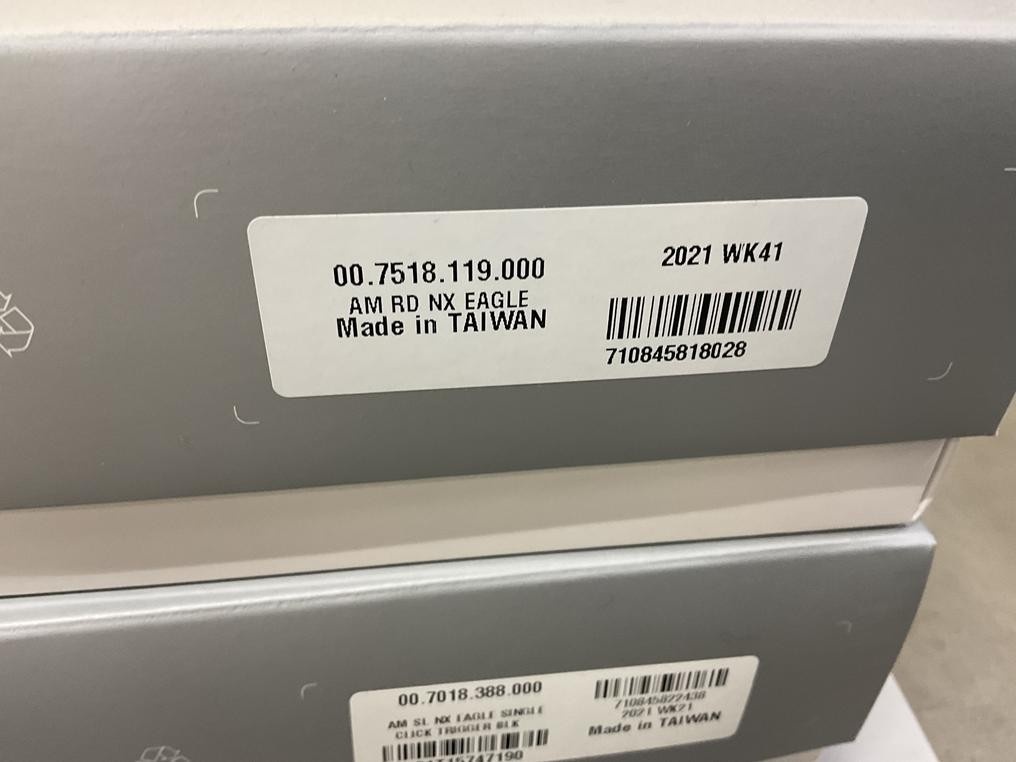 00.7518.119.000
AM RD NX EAGLE
Made in TAIWAN
2021 WK41
710845818028
00.7018.388.000
AM SL NX EAGLE SINGLE
CLICK TRIGGER BLK
710845822438
2021 WK21
Made in TAIWAN